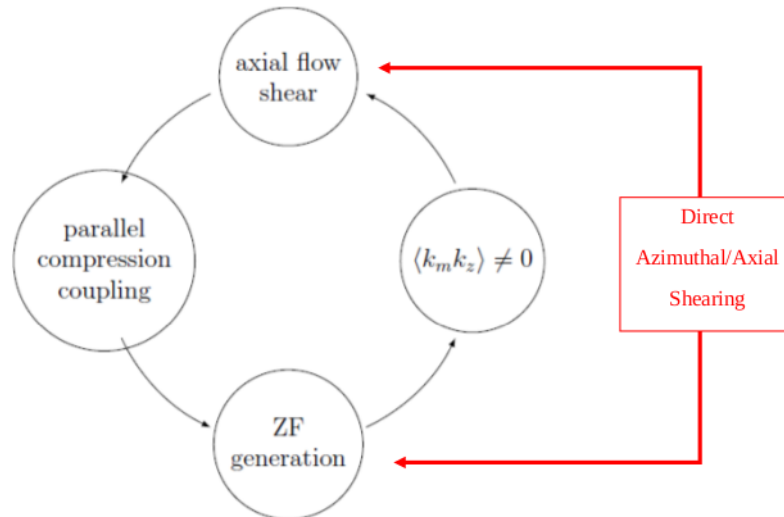 axial flow
shear
parallel
compression
coupling
⟨k_m k_z⟩ ≠ 0
ZF
generation
Direct
Azimuthal/Axial
Shearing